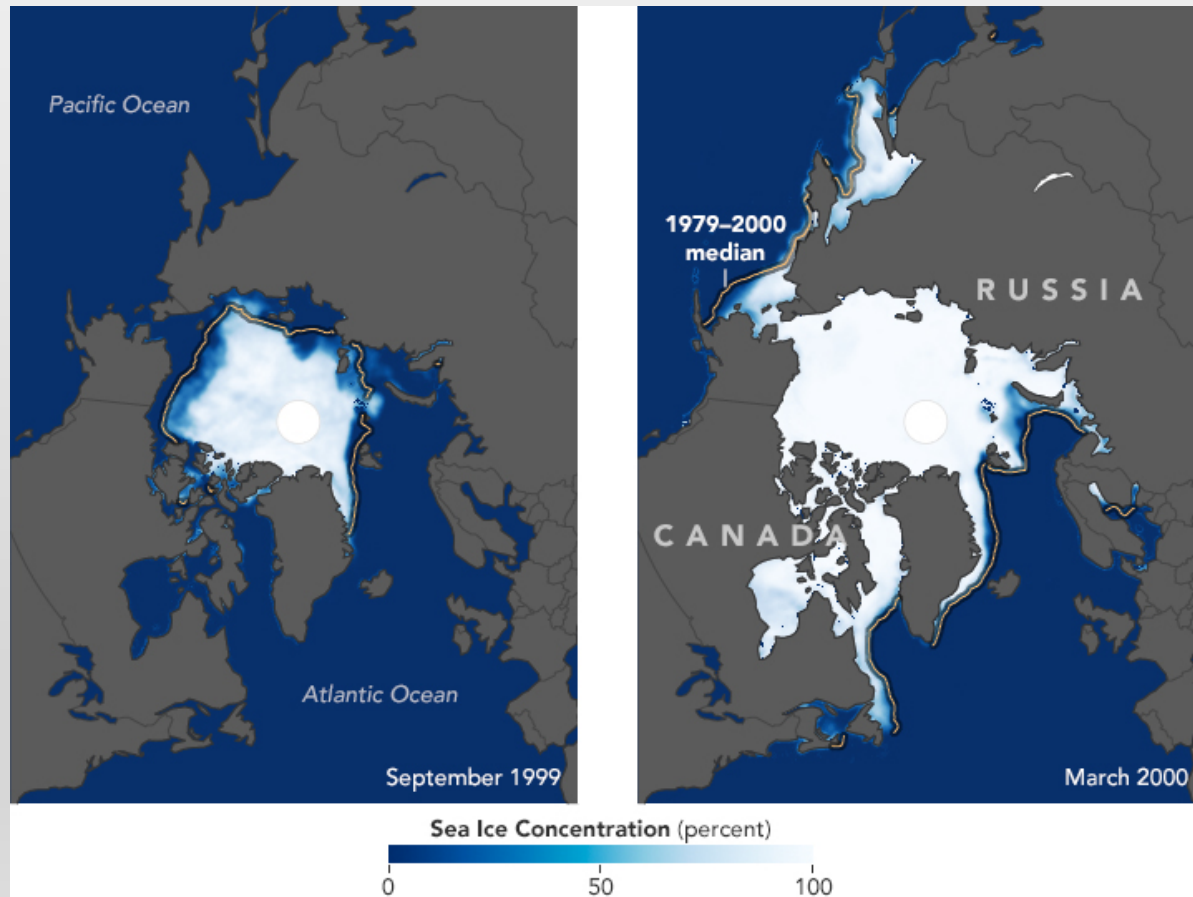 Pacific Ocean
Atlantic Ocean
September 1999
1979–2000
median
RUSSIA
CANADA
March 2000
Sea Ice Concentration (percent)
0 50 100